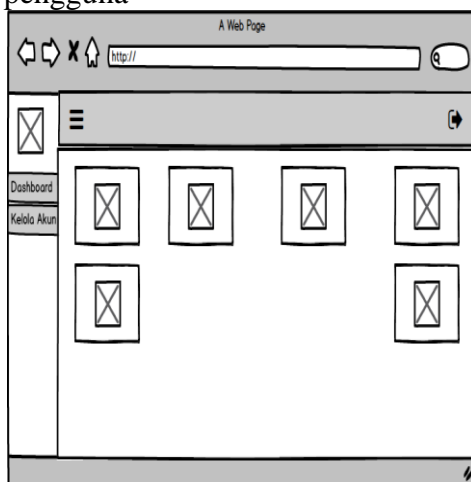 pengguna
A Web Page
http://
Dashboard
Kelola Akun